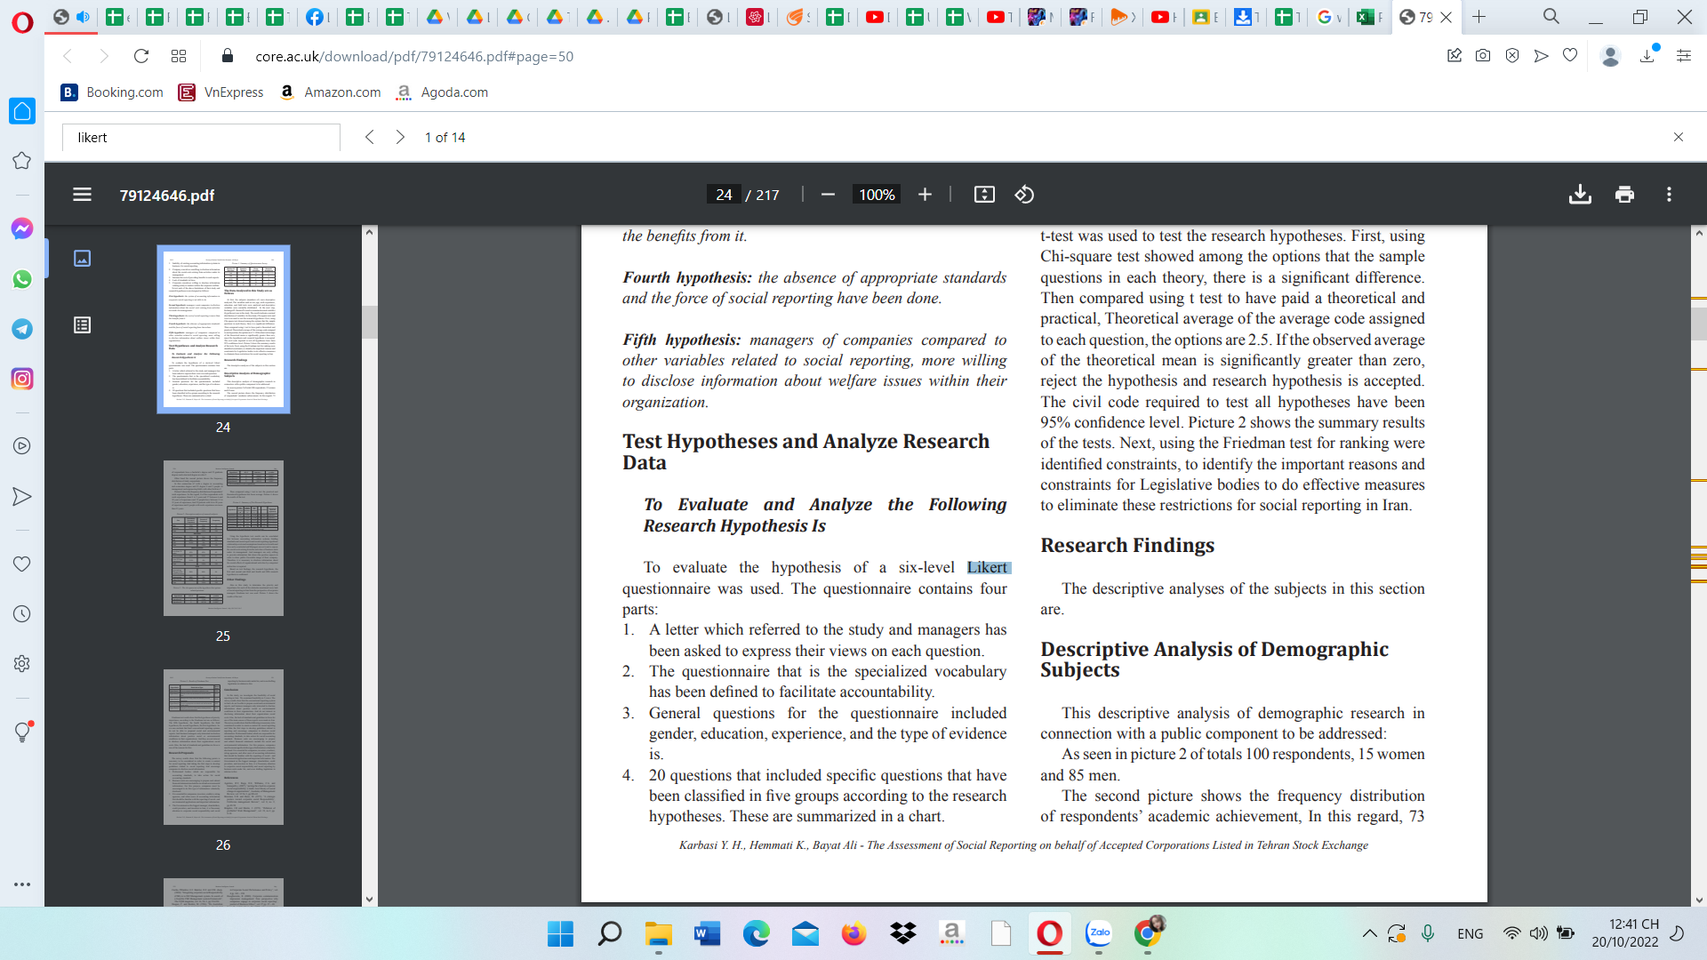 79
core.ac.uk/download/pdf/79124646.pdf#page=50
Booking.com
VnExpress
Amazon.com
Agoda.com
likert
1 of 14
79124646.pdf
24 / 217
100%
24
25
26
the benefits from it.
Fourth hypothesis: the absence of appropriate standards
and the force of social reporting have been done.
Fifth hypothesis: managers of companies compared to
other variables related to social reporting, more willing
to disclose information about welfare issues within their
organization.
Test Hypotheses and Analyze Research
Data
To Evaluate and Analyze the Following
Research Hypothesis Is
To evaluate the hypothesis of a six-level Likert
questionnaire was used. The questionnaire contains four
parts:
1. A letter which referred to the study and managers has
been asked to express their views on each question.
2. The questionnaire that is the specialized vocabulary
has been defined to facilitate accountability.
3. General questions for the questionnaire included
gender, education, experience, and the type of evidence
is.
4. 20 questions that included specific questions that have
been classified in five groups according to the research
hypotheses. These are summarized in a chart.
t-test was used to test the research hypotheses. First, using
Chi-square test showed among the options that the sample
questions in each theory, there is a significant difference.
Then compared using t test to have paid a theoretical and
practical, Theoretical average of the average code assigned
to each question, the options are 2.5. If the observed average
of the theoretical mean is significantly greater than zero,
reject the hypothesis and research hypothesis is accepted.
The civil code required to test all hypotheses have been
95% confidence level. Picture 2 shows the summary results
of the tests. Next, using the Friedman test for ranking were
identified constraints, to identify the important reasons and
constraints for Legislative bodies to do effective measures
to eliminate these restrictions for social reporting in Iran.
Research Findings
The descriptive analyses of the subjects in this section
are.
Descriptive Analysis of Demographic
Subjects
This descriptive analysis of demographic research in
connection with a public component to be addressed:
As seen in picture 2 of totals 100 respondents, 15 women
and 85 men.
The second picture shows the frequency distribution
of respondents' academic achievement, In this regard, 73
Karbasi Y. H., Hemmati K., Bayat Ali - The Assessment of Social Reporting on behalf of Accepted Corporations Listed in Tehran Stock Exchange
Zalo
ENG
12:41 CH
20/10/2022